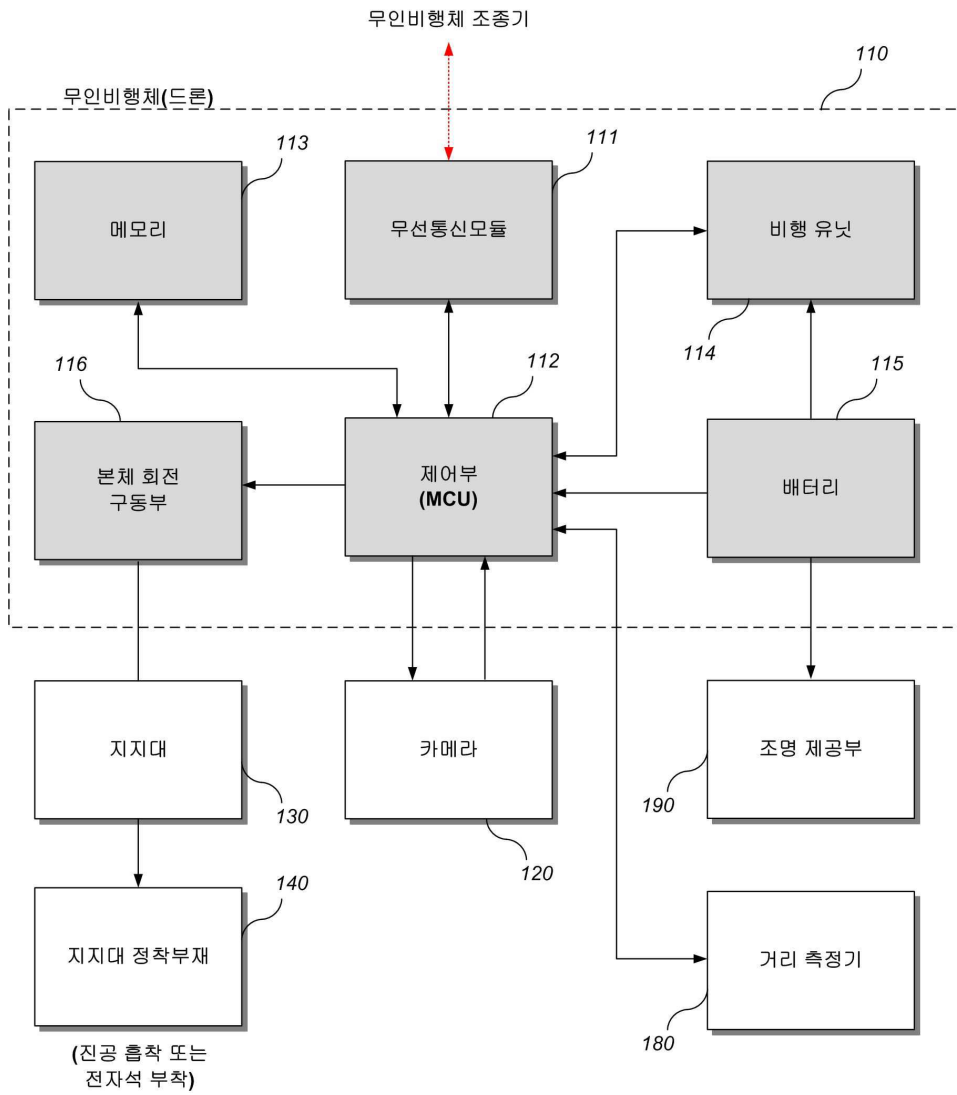 무인비행체 조종기
110
무인비행체(드론)
113
111
메모리
무선통신모듈
비행 유닛
114
116
112
115
본체 회전
구동부
제어부
(MCU)
배터리
지지대
카메라
조명 제공부
130
120
190
140
지지대 정착부재
거리 측정기
180
(진공 흡착 또는
전자석 부착)